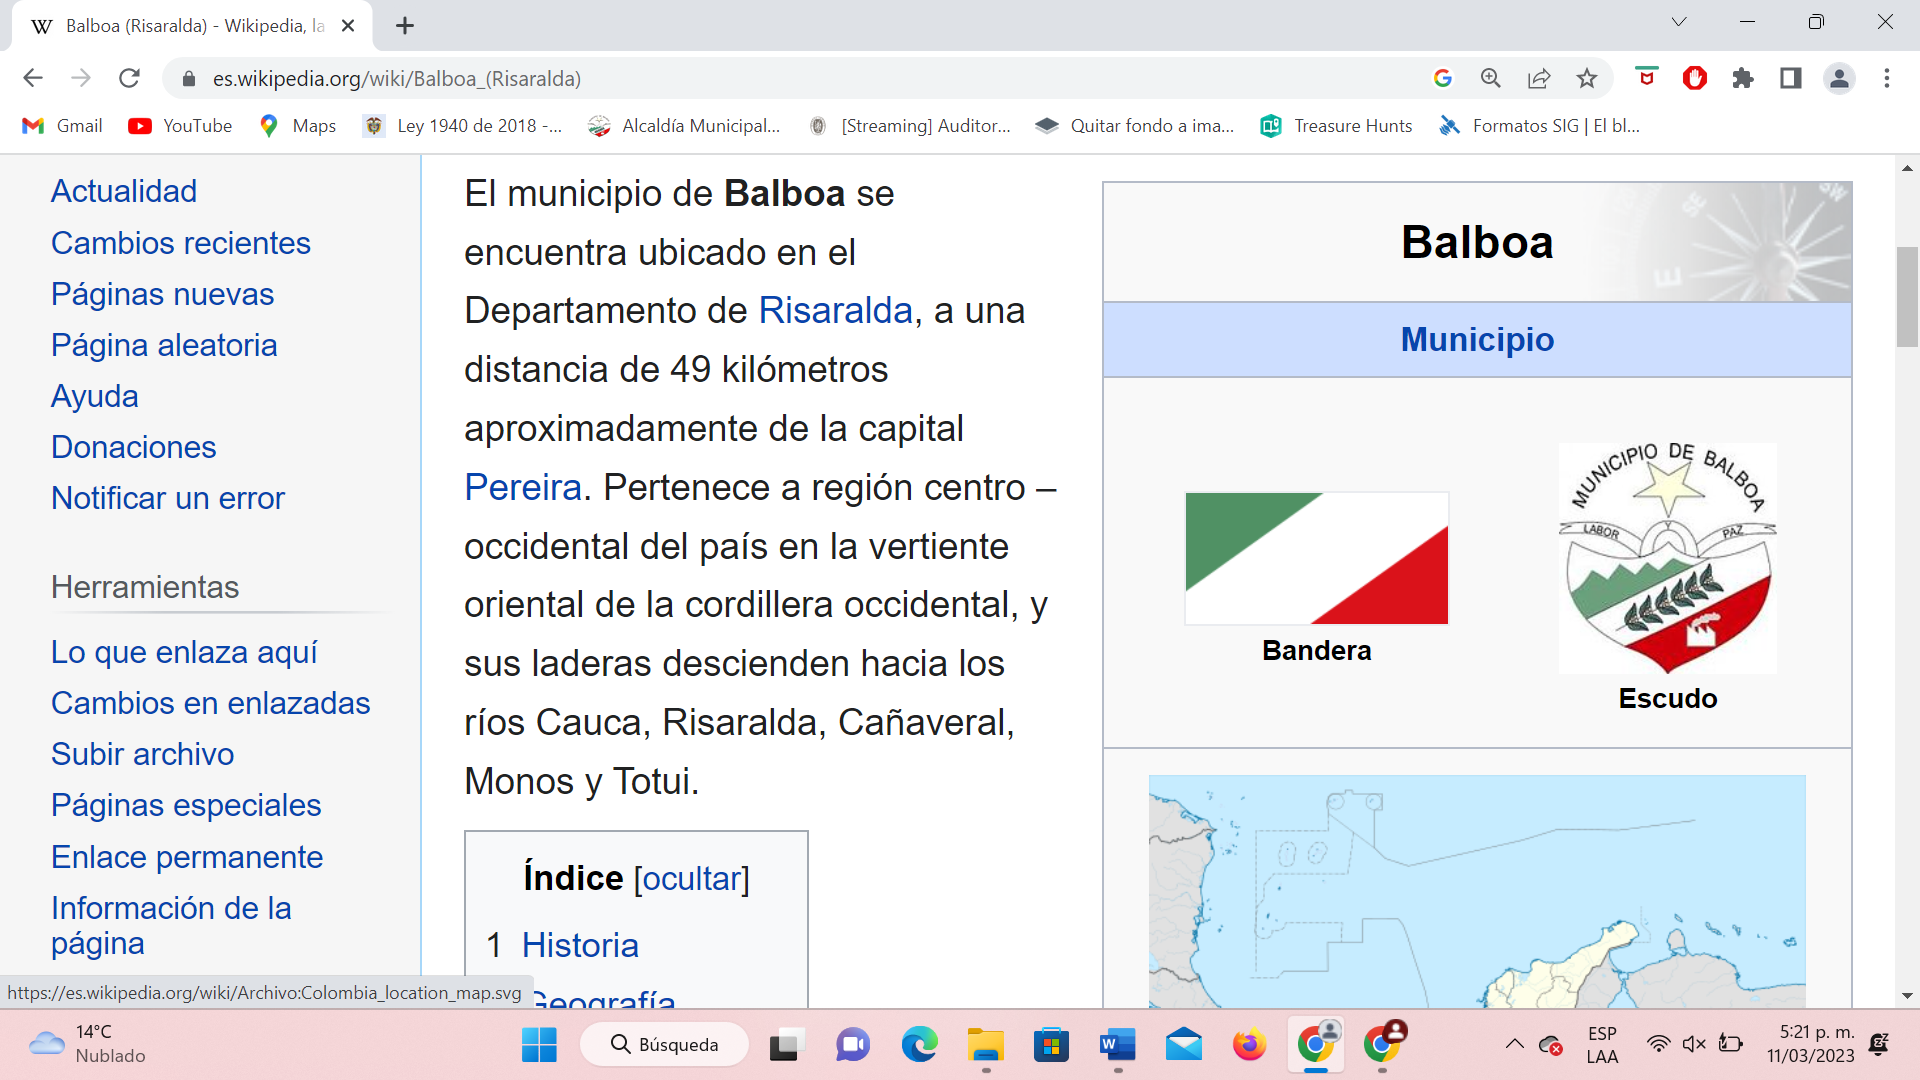 Balboa (Risaralda) - Wikipedia, la
es.wikipedia.org/wiki/Balboa_(Risaralda)
Gmail YouTube Maps Ley 1940 de 2018 -... Alcaldía Municipal... [Streaming] Auditor... Quitar fondo a ima... Treasure Hunts Formatos SIG | El bl...
Actualidad
Cambios recientes
Páginas nuevas
Página aleatoria
Ayuda
Donaciones
Notificar un error
Herramientas
Lo que enlaza aquí
Cambios en enlazadas
Subir archivo
Páginas especiales
Enlace permanente
Información de la
página
https://es.wikipedia.org/wiki/Archivo:Colombia_location_map.svg
El municipio de Balboa se
encuentra ubicado en el
Departamento de Risaralda, a una
distancia de 49 kilómetros
aproximadamente de la capital
Pereira. Pertenece a región centro –
occidental del país en la vertiente
oriental de la cordillera occidental, y
sus laderas descienden hacia los
ríos Cauca, Risaralda, Cañaveral,
Monos y Totui.
Índice [ocultar]
1 Historia
Geografía
Balboa
SW
SE
E
Municipio
MUNICIPIO DE BALBOA
LABOR Y PAZ
Bandera
Escudo
14°C
Nublado
Búsqueda
W
ESP
LAA
5:21 p. m.
11/03/2023